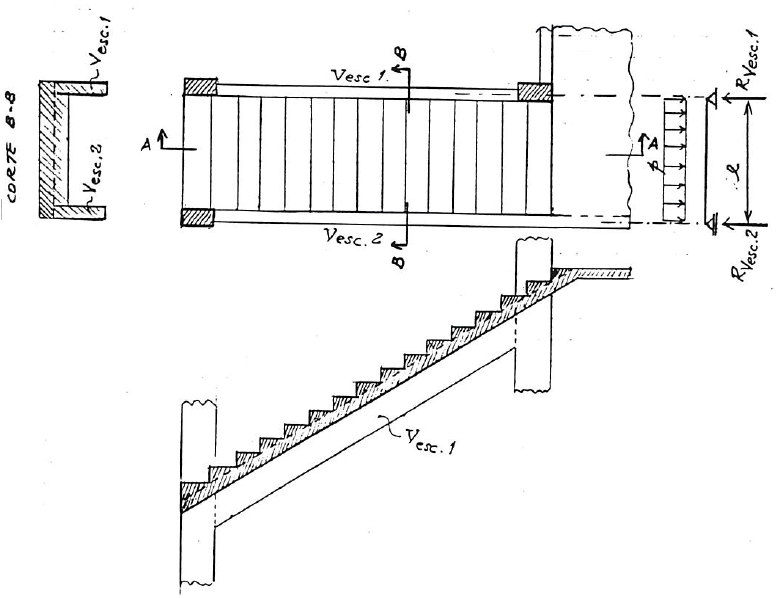 CORTE B-B
Vesc.1
Vesc.2
Vesc 1.
B
A
A
Vesc.2
B
p
l
RVesc.1
RVesc.2
Vesc.1